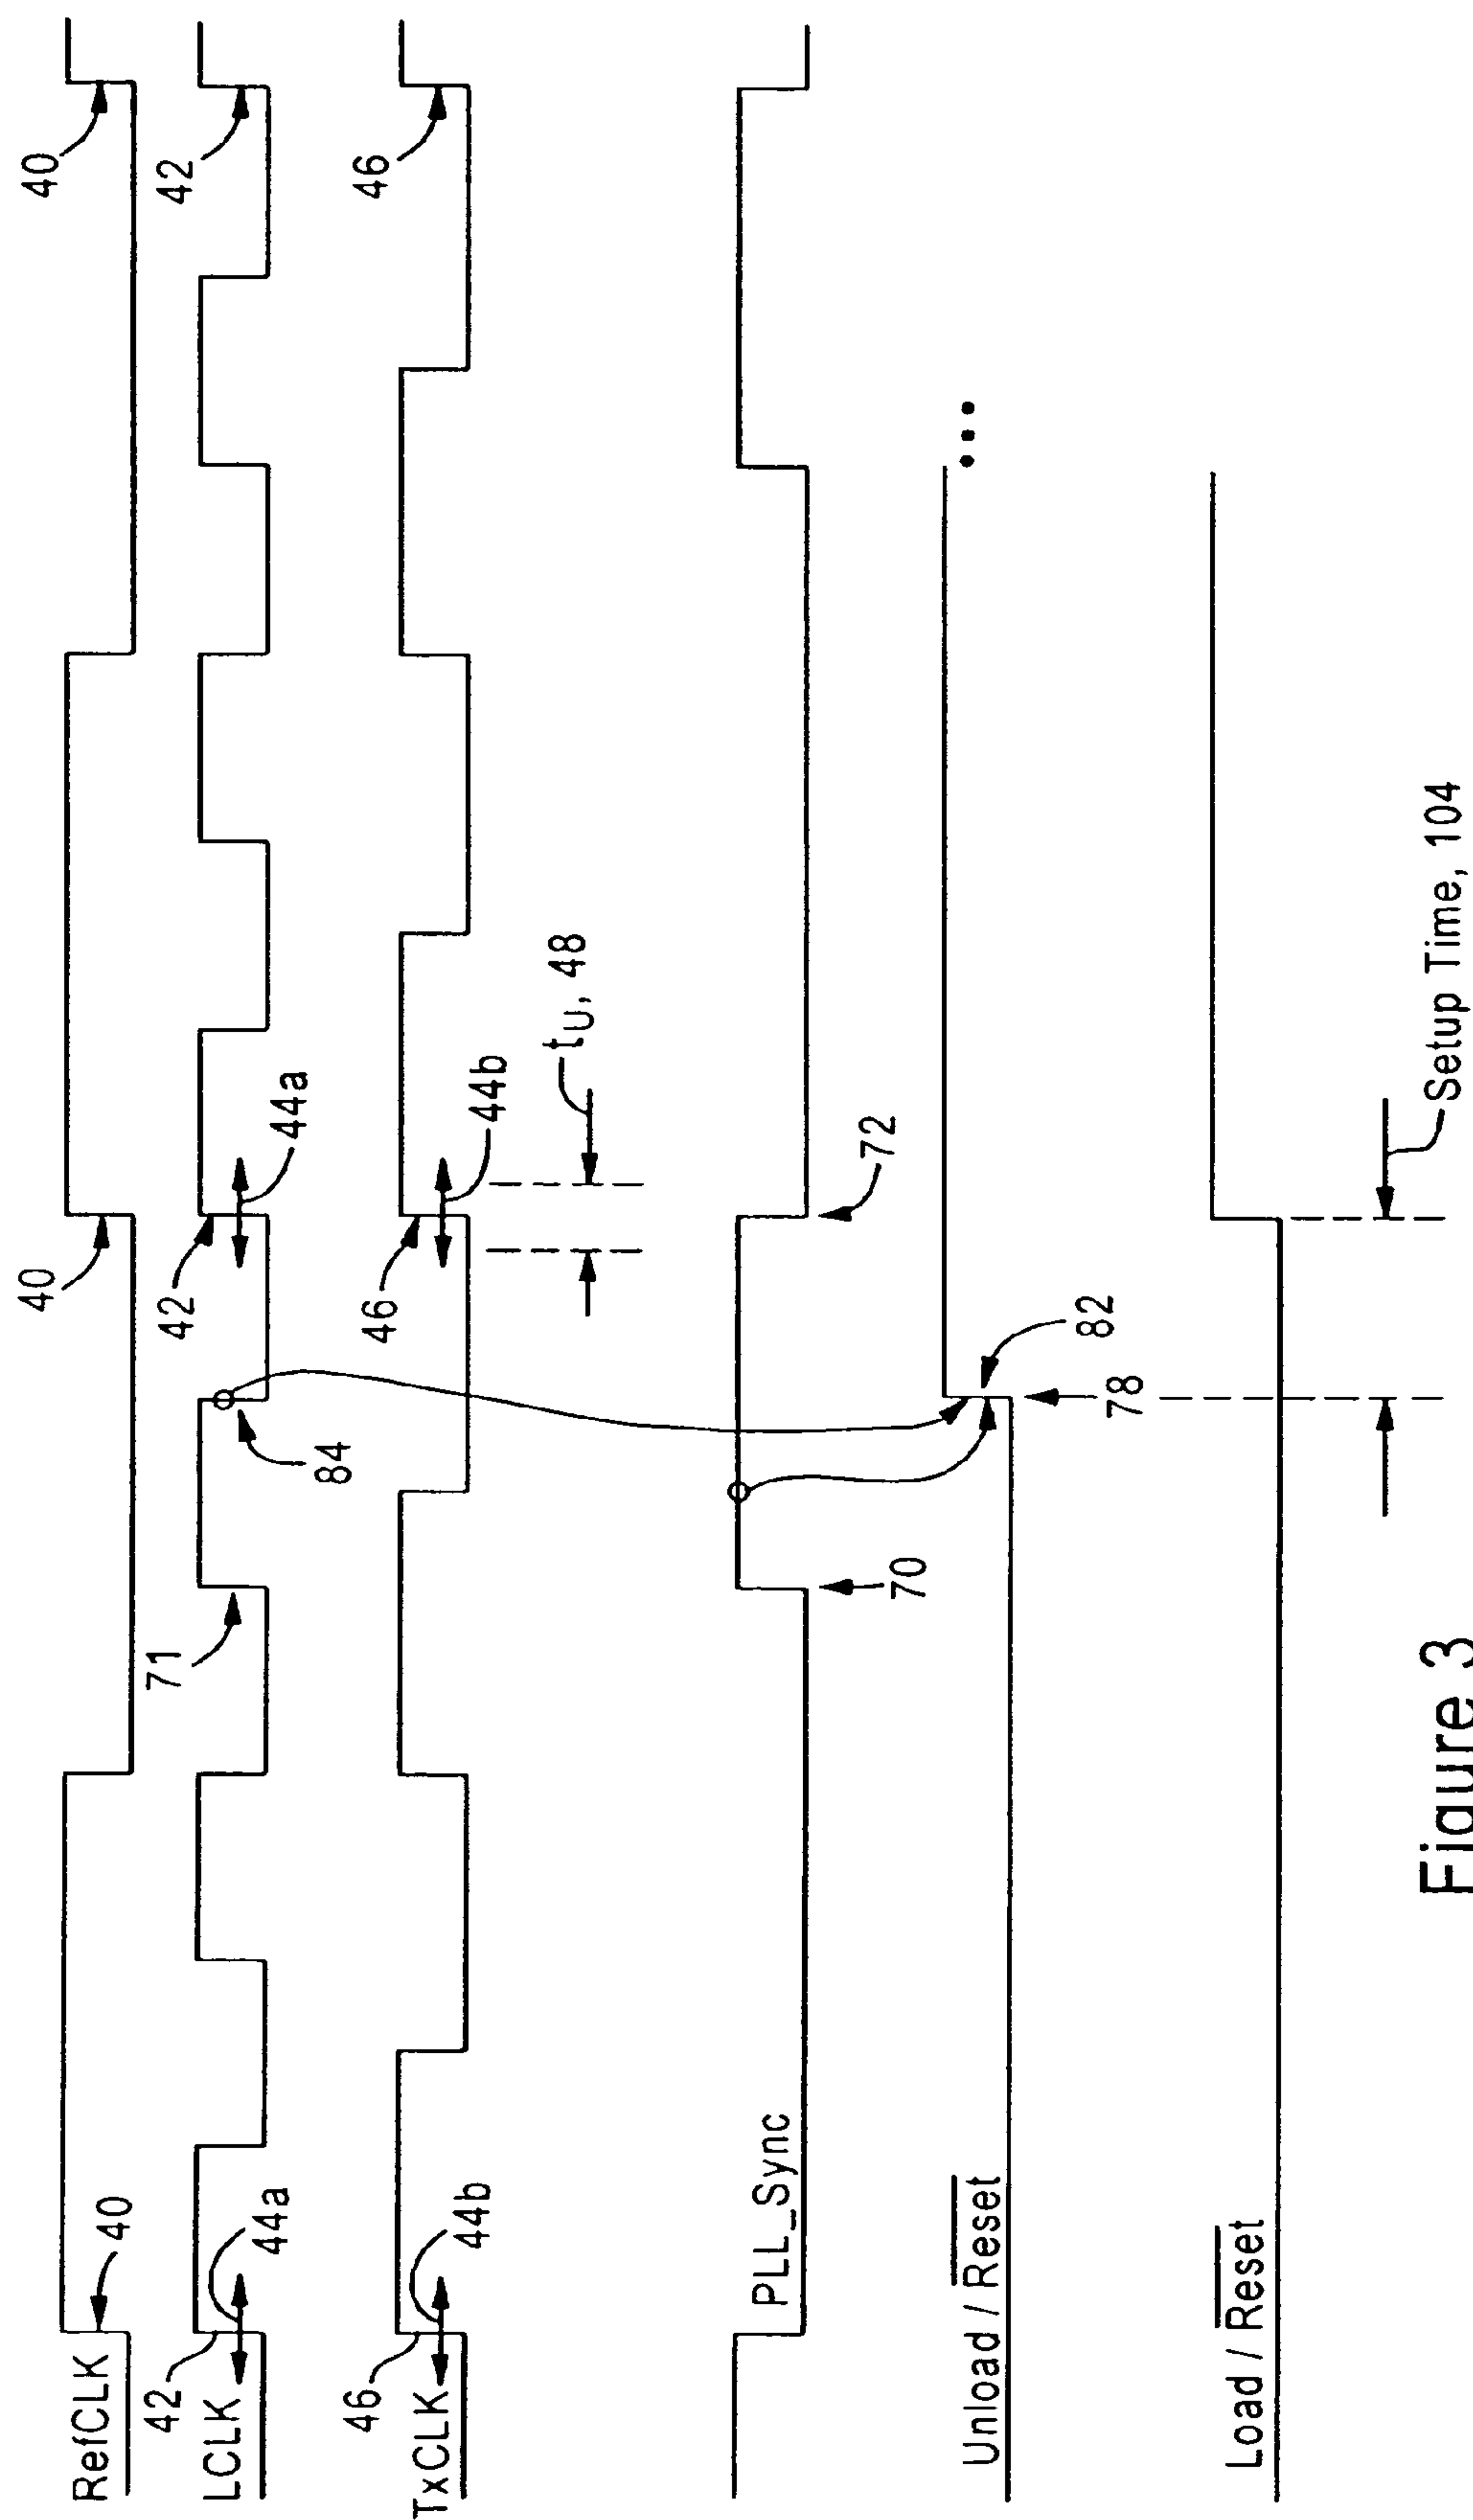 RefCLK 40 40 40
42 42 42
LCLK 44a 71 84 44a
46 46 46
TxCLK 44b 44b
tU, 48
PLL_Sync 70 72
Unload / Reset 78 82 •••
Load / Reset
Setup Time, 104
Figure 3